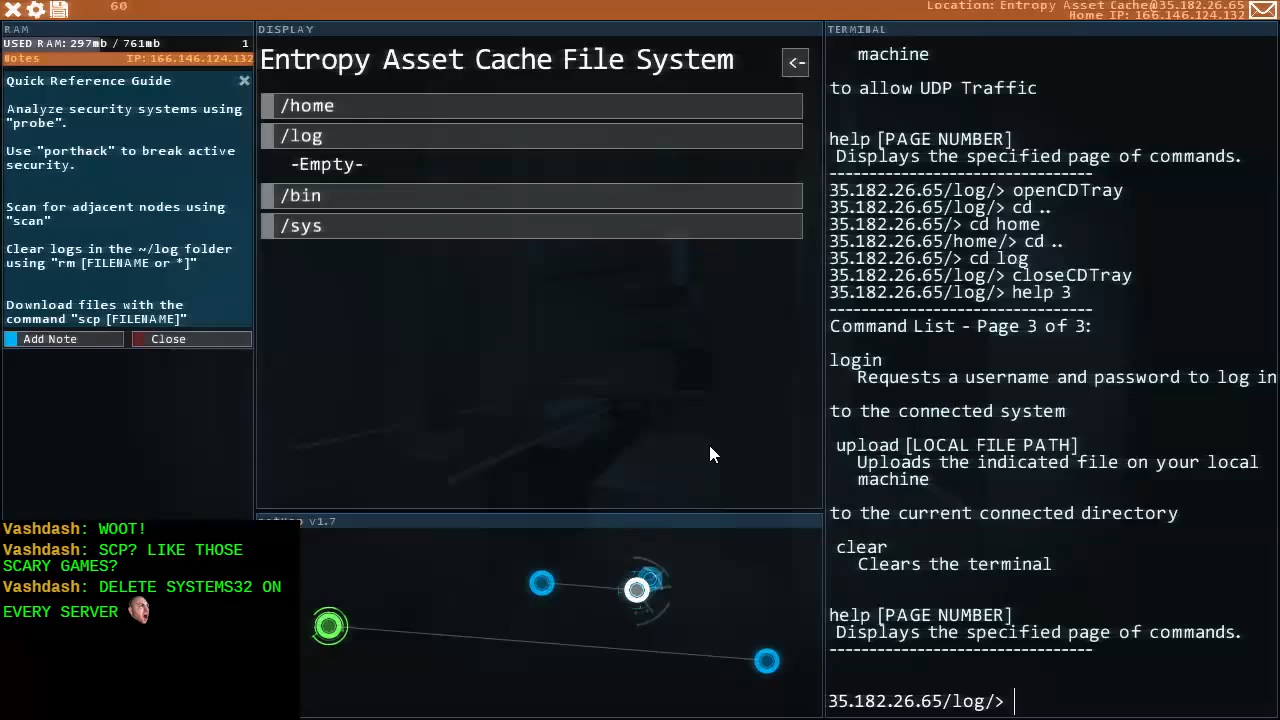 60
Location: Entropy Asset Cache@35.182.26.65
Home IP: 166.146.124.132
RAM
USED RAM: 297mb / 761mb 1
Notes IP: 166.146.124.132
Quick Reference Guide
Analyze security systems using
"probe".
Use "porthack" to break active
security.
Scan for adjacent nodes using
"scan"
Clear logs in the ~/log folder
using "rm [FILENAME or *]"
Download files with the
command "scp [FILENAME]"
Add Note
Close
Vashdash: WOOT!
Vashdash: SCP? LIKE THOSE
SCARY GAMES?
Vashdash: DELETE SYSTEMS32 ON
EVERY SERVER
DISPLAY
Entropy Asset Cache File System
<-
/home
/log
-Empty-
/bin
/sys
v1.7
TERMINAL
machine
to allow UDP Traffic
help [PAGE NUMBER]
Displays the specified page of commands.
---------------------------------
35.182.26.65/log/> openCDTray
35.182.26.65/log/> cd ..
35.182.26.65/> cd home
35.182.26.65/home/> cd ..
35.182.26.65/> cd log
35.182.26.65/log/> closeCDTray
35.182.26.65/log/> help 3
---------------------------------
Command List - Page 3 of 3:
login
Requests a username and password to log in
to the connected system
upload [LOCAL FILE PATH]
Uploads the indicated file on your local
machine
to the current connected directory
clear
Clears the terminal
help [PAGE NUMBER]
Displays the specified page of commands.
---------------------------------
35.182.26.65/log/>